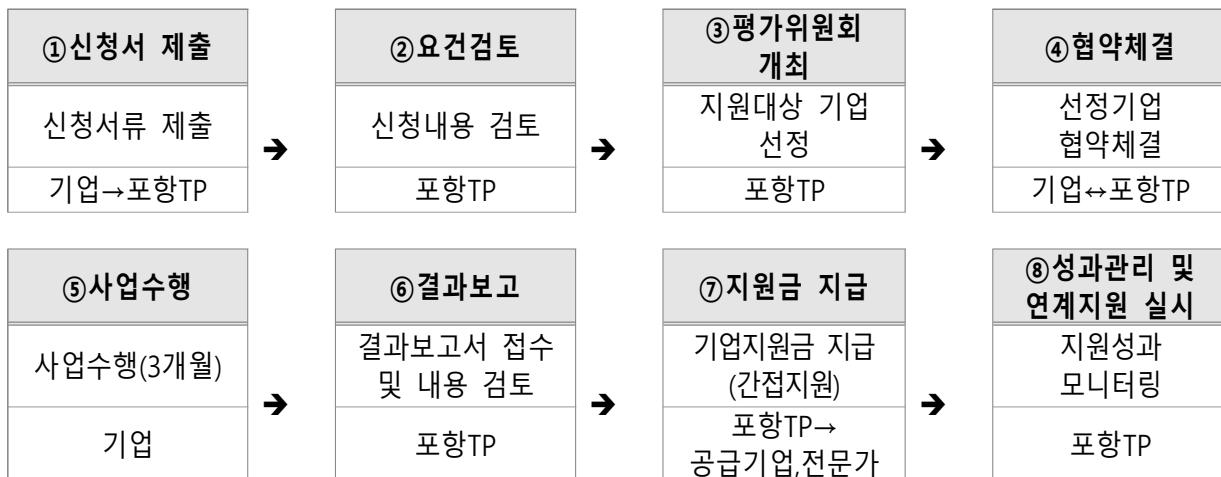 ①신청서 제출
신청서류 제출
기업→포항TP
➔
②요건검토
신청내용 검토
포항TP
➔
③평가위원회
개최
지원대상 기업
선정
포항TP
➔
④협약체결
선정기업
협약체결
기업↔포항TP
⑤사업수행
사업수행(3개월)
기업
➔
⑥결과보고
결과보고서 접수
및 내용 검토
포항TP
➔
⑦지원금 지급
기업지원금 지급
(간접지원)
포항TP→
공급기업,전문가
➔
⑧성과관리 및
연계지원 실시
지원성과
모니터링
포항TP